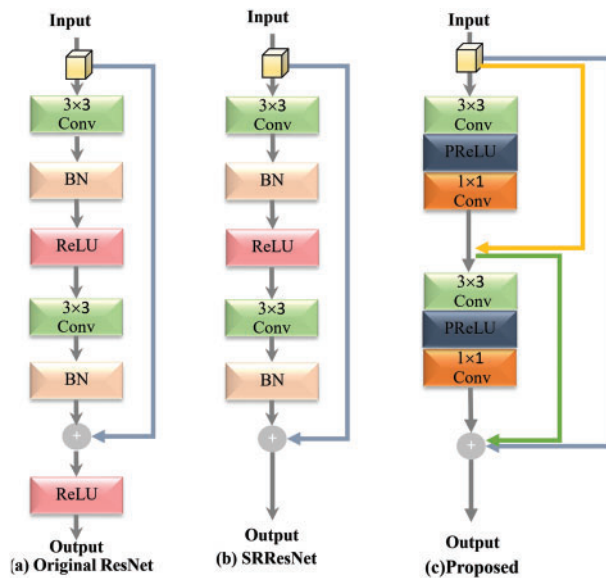 Input
3×3
Conv
BN
ReLU
3×3
Conv
BN
+
ReLU
Output
(a) Original ResNet
Input
3×3
Conv
BN
ReLU
3×3
Conv
BN
+
Output
(b) SRResNet
Input
3×3
Conv
PReLU
1×1
Conv
3×3
Conv
PReLU
1×1
Conv
+
Output
(c)Proposed